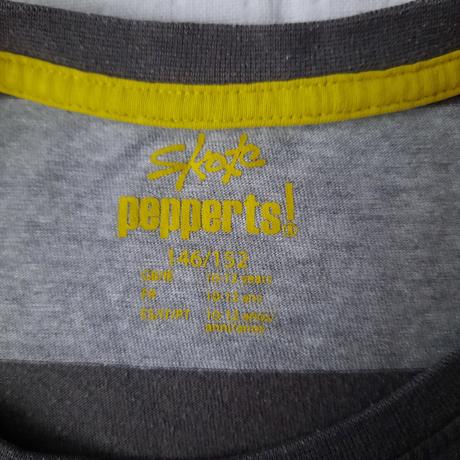 Skate
pepperts!®
146/152
GB/IE 10-12 years
FR 10-12 ans
ES/IT/PT 10-12 años/
anni/anos